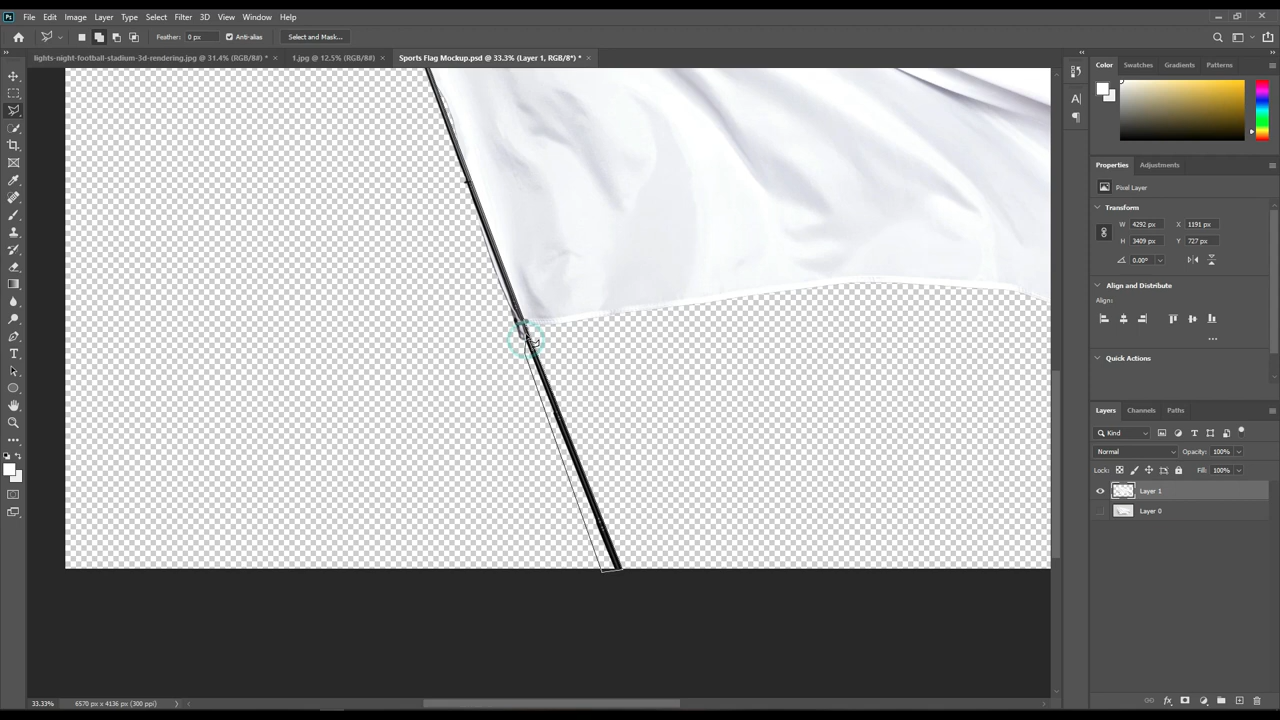 Ps File Edit Image Layer Type Select Filter 3D View Window Help
Feather: 0 px Anti-alias Select and Mask...
lights-night-football-stadium-3d-rendering.jpg @ 31.4% (RGB/8#) * × 1.jpg @ 12.5% (RGB/8#) × Sports Flag Mockup.psd @ 33.3% (Layer 1, RGB/8*) * ×
Color Swatches Gradients Patterns
Properties Adjustments
Pixel Layer
Transform
W 4292 px X 1191 px
H 3409 px Y 727 px
0.00°
Align and Distribute
Align:
Quick Actions
Layers Channels Paths
Kind
Normal Opacity: 100%
Lock: Fill: 100%
Layer 1
Layer 0
33.33% 6570 px x 4136 px (300 ppi)